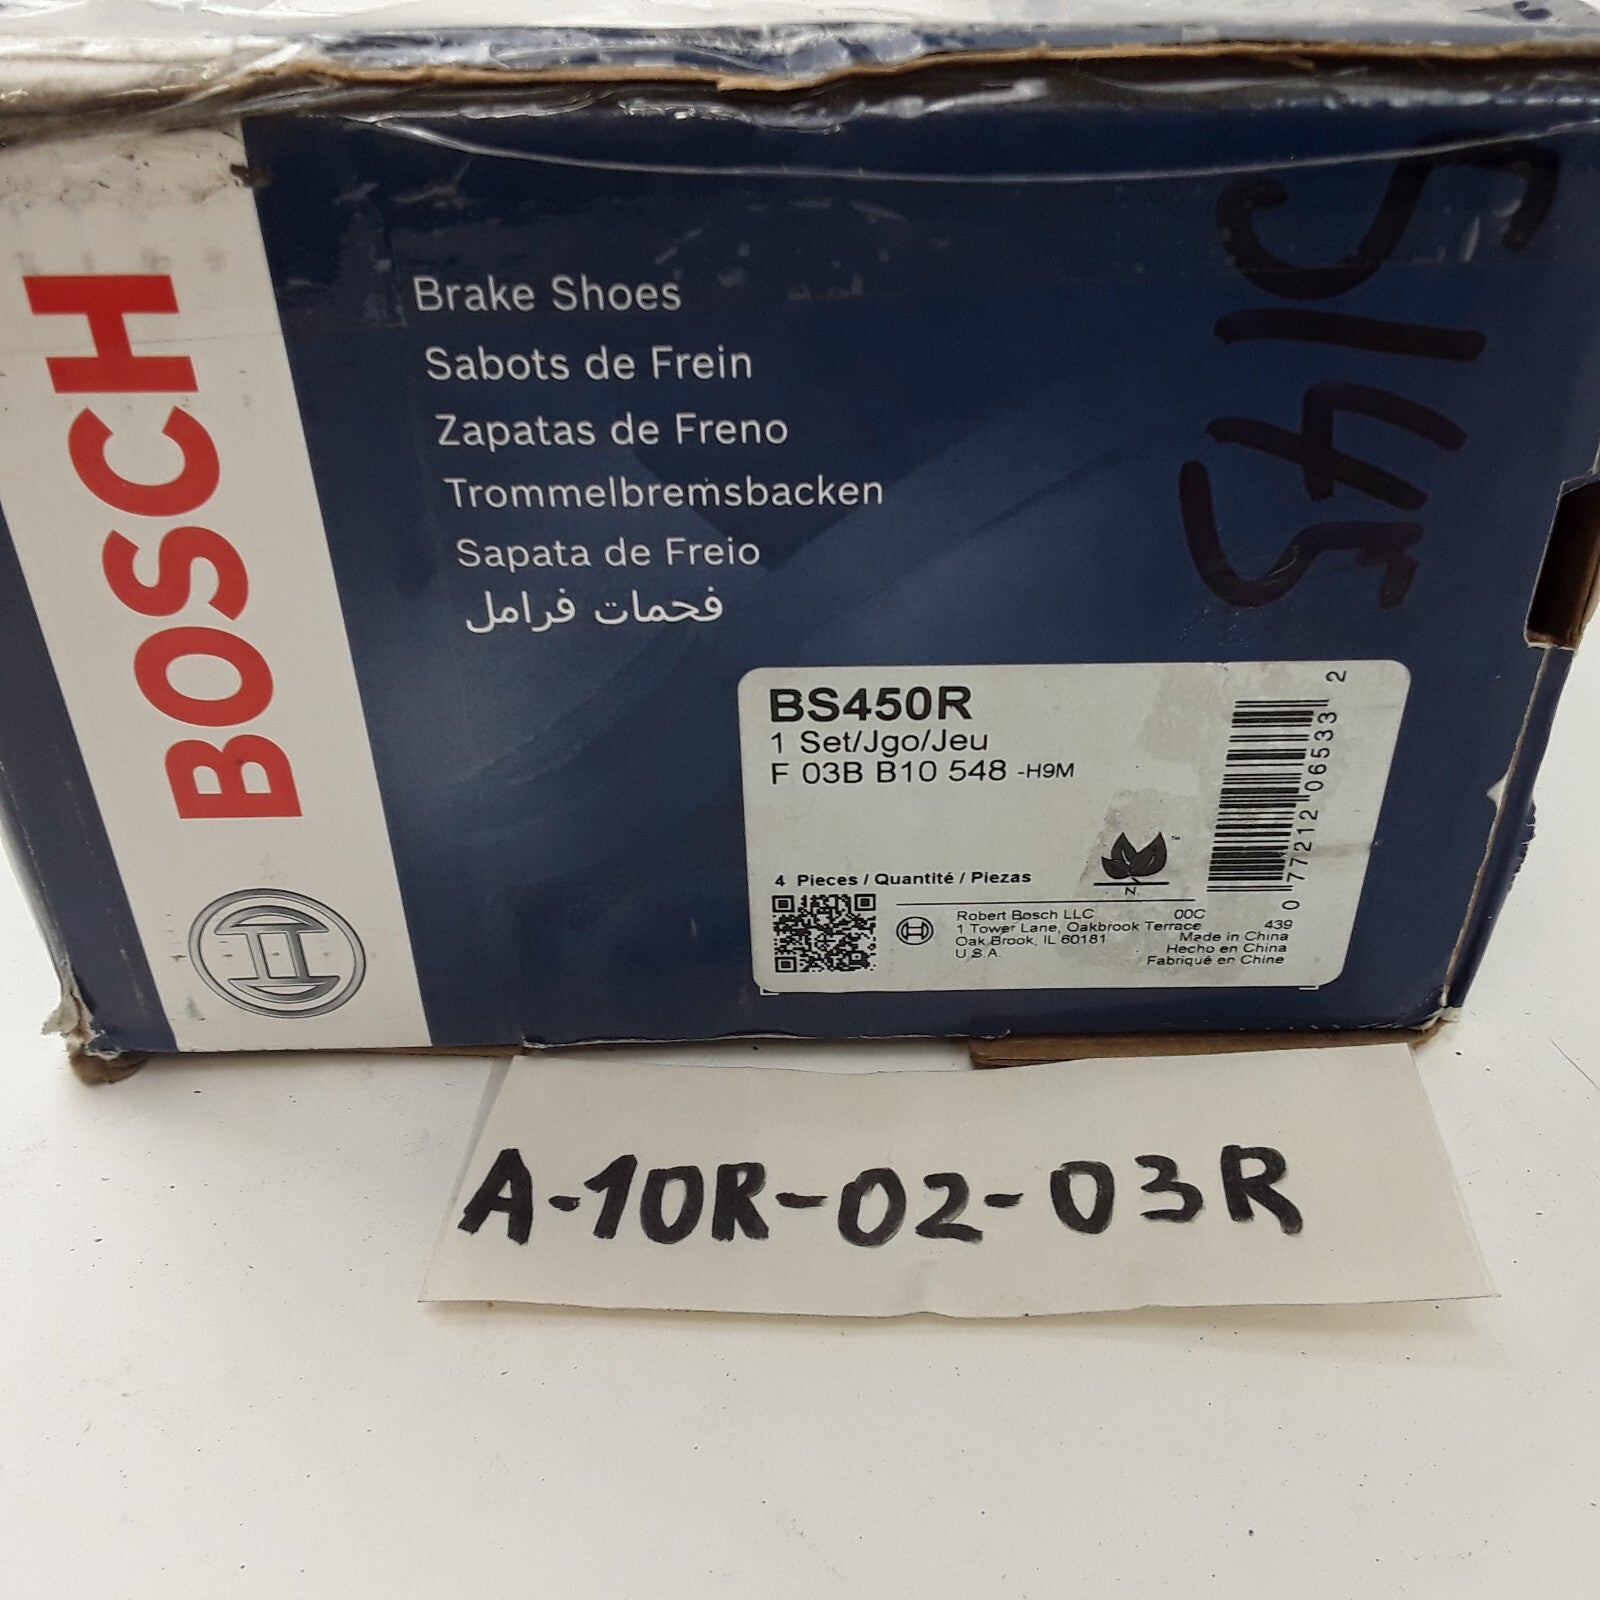 BOSCH
Brake Shoes
Sabots de Frein
Zapatas de Freno
Trommelbremsbacken
Sapata de Freio
فحمات فرامل
BS450R
1 Set/Jgo/Jeu
F 03B B10 548 -H9M
4 Pieces / Quantité / Piezas
N
™
0 77212 06533 2
Robert Bosch LLC
1 Tower Lane, Oakbrook Terrace
Oak Brook, IL 60181
U.S.A.
00C
439
Made in China
Hecho en China
Fabriqué en Chine
A-10R-02-03R